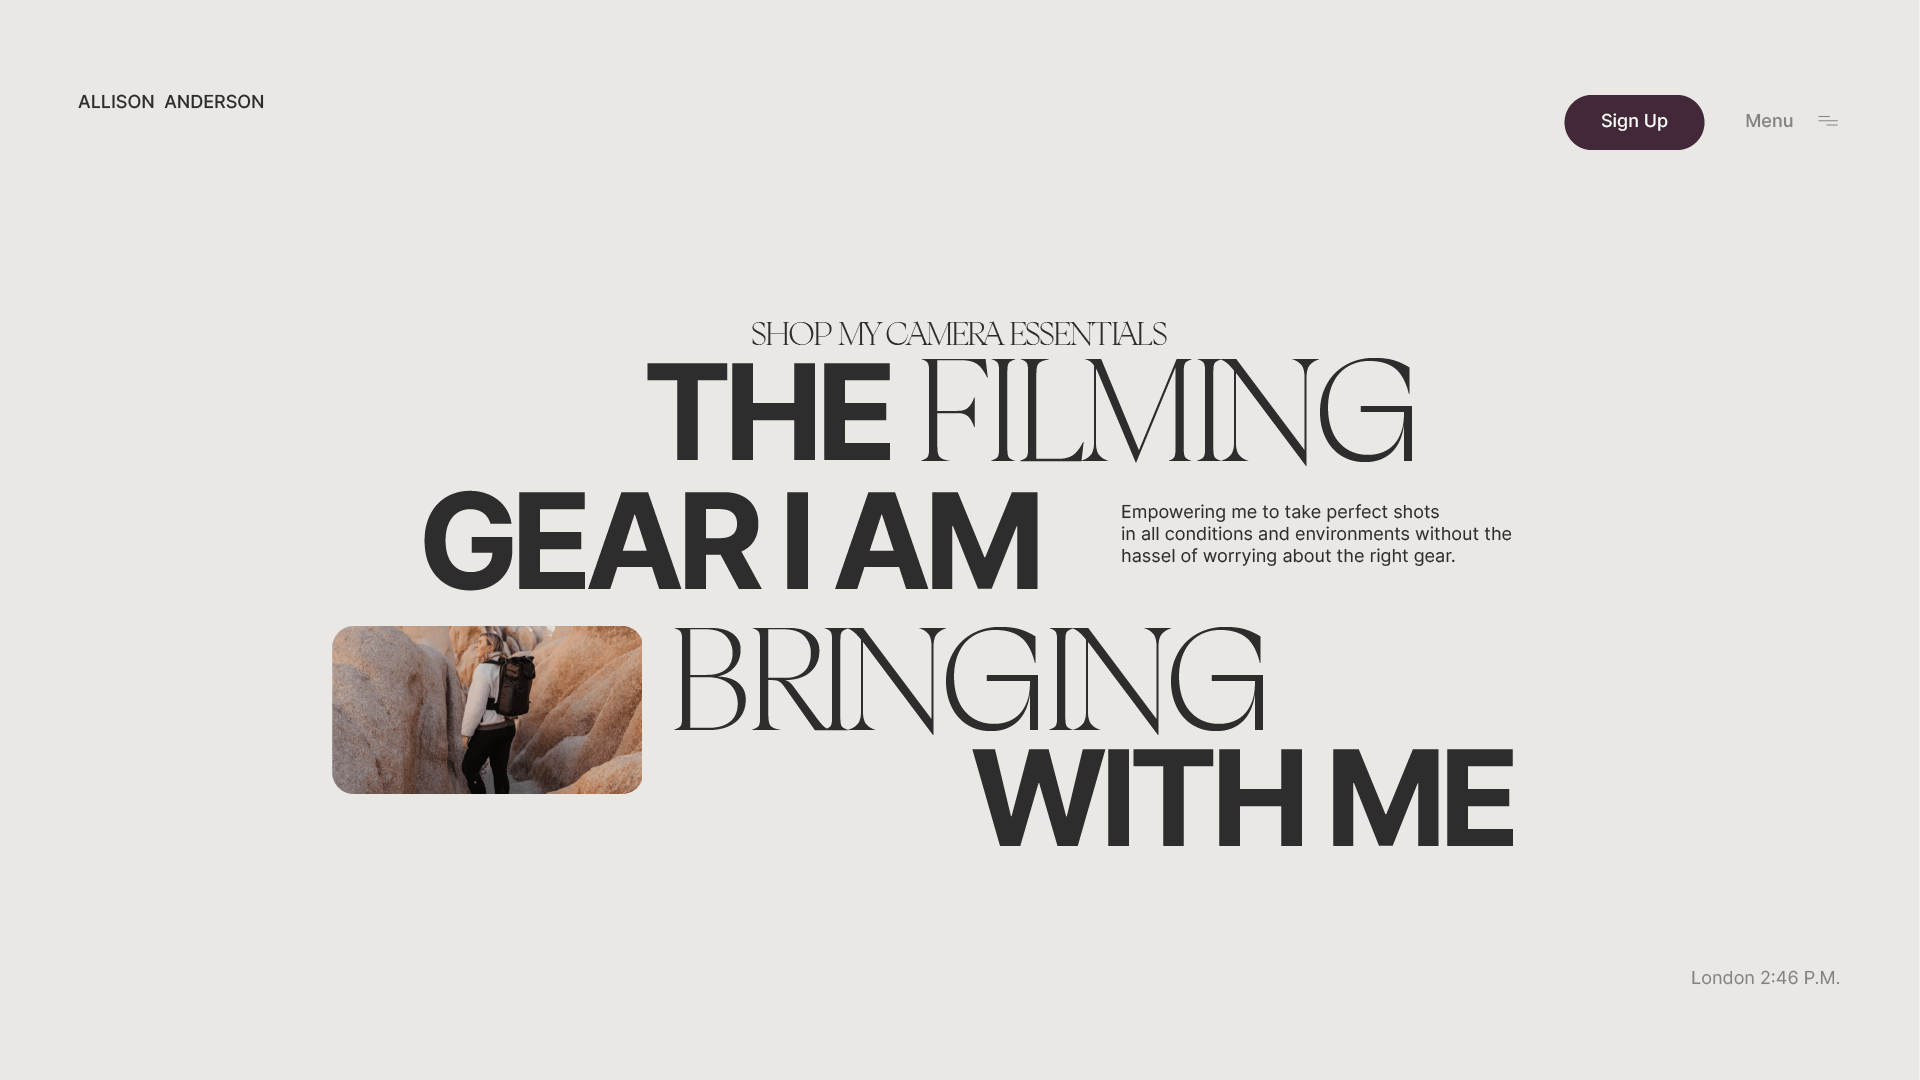 ALLISON ANDERSON
Sign Up
Menu
SHOP MY CAMERA ESSENTIALS
THE FILMING
GEAR I AM
Empowering me to take perfect shots
in all conditions and environments without the
hassel of worrying about the right gear.
BRINGING
WITH ME
London 2:46 P.M.